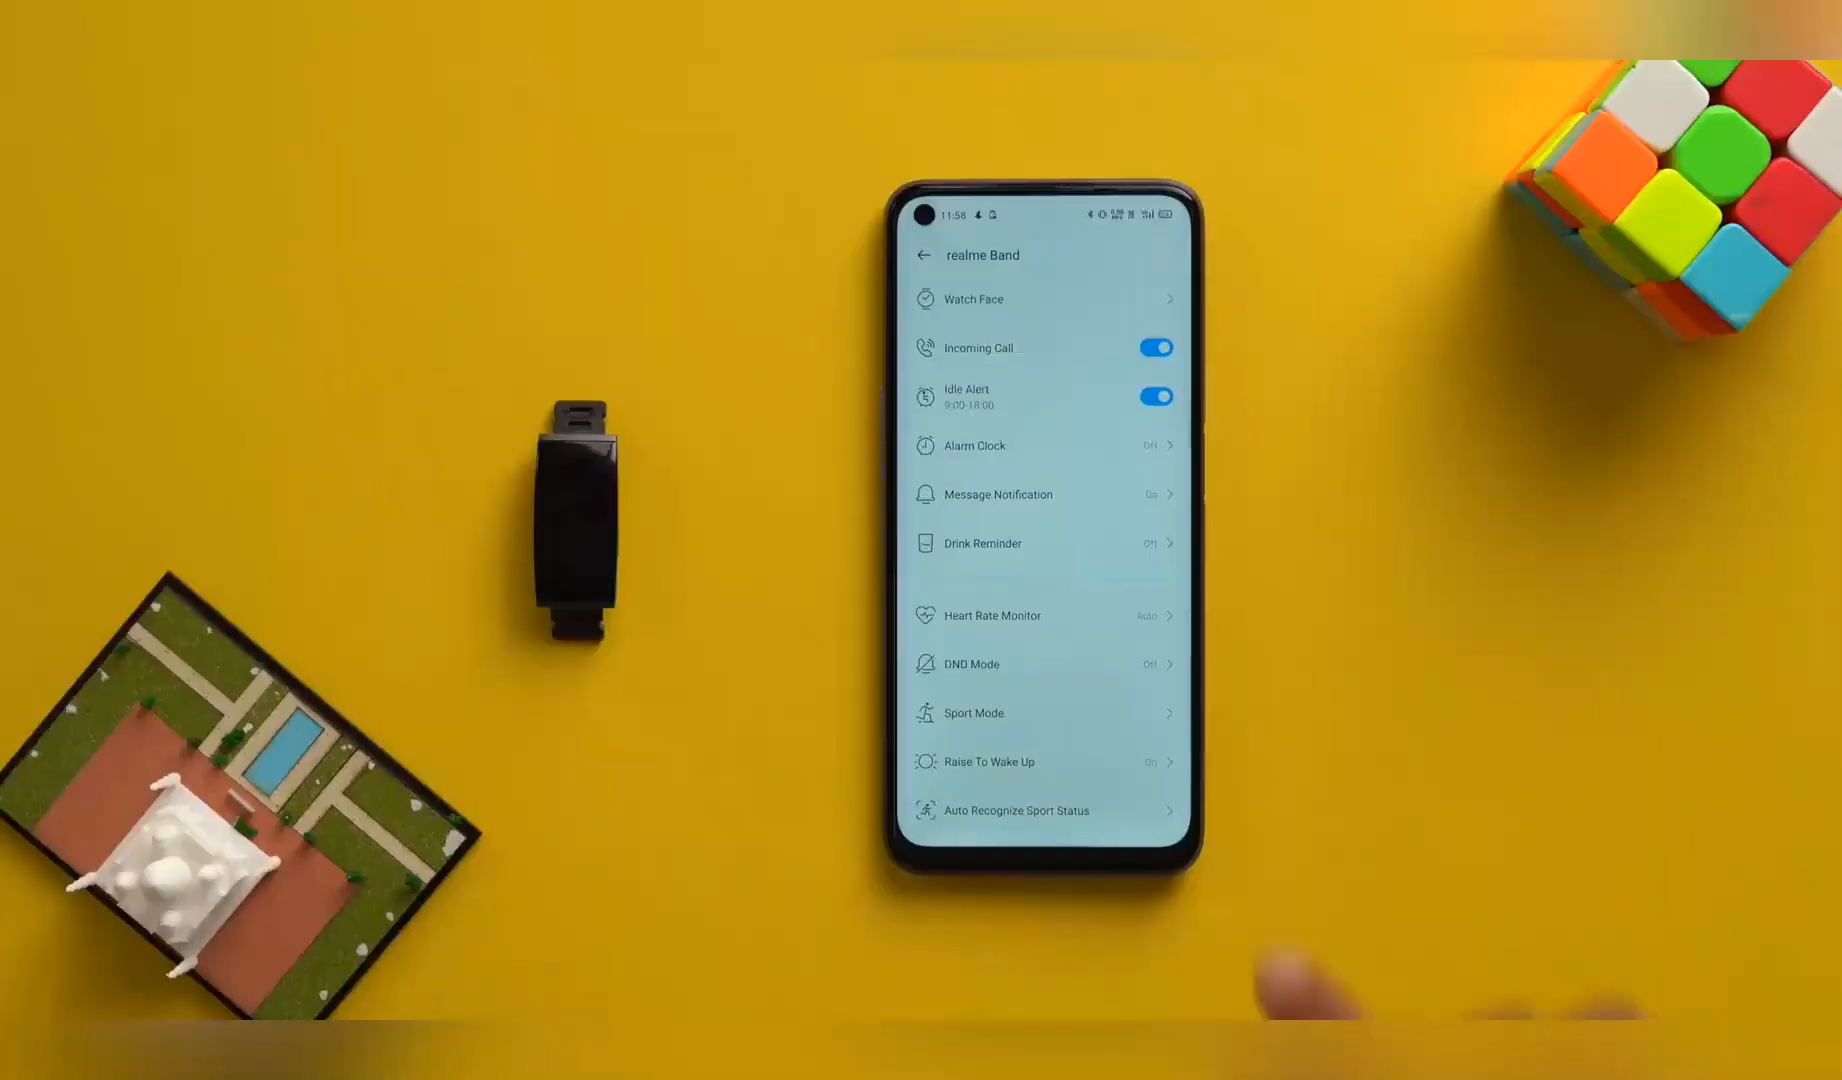 11:58
realme Band
Watch Face
Incoming Call
Idle Alert
9:00-18:00
Alarm Clock Off
Message Notification On
Drink Reminder Off
Heart Rate Monitor Auto
DND Mode Off
Sport Mode
Raise To Wake Up On
Auto Recognize Sport Status